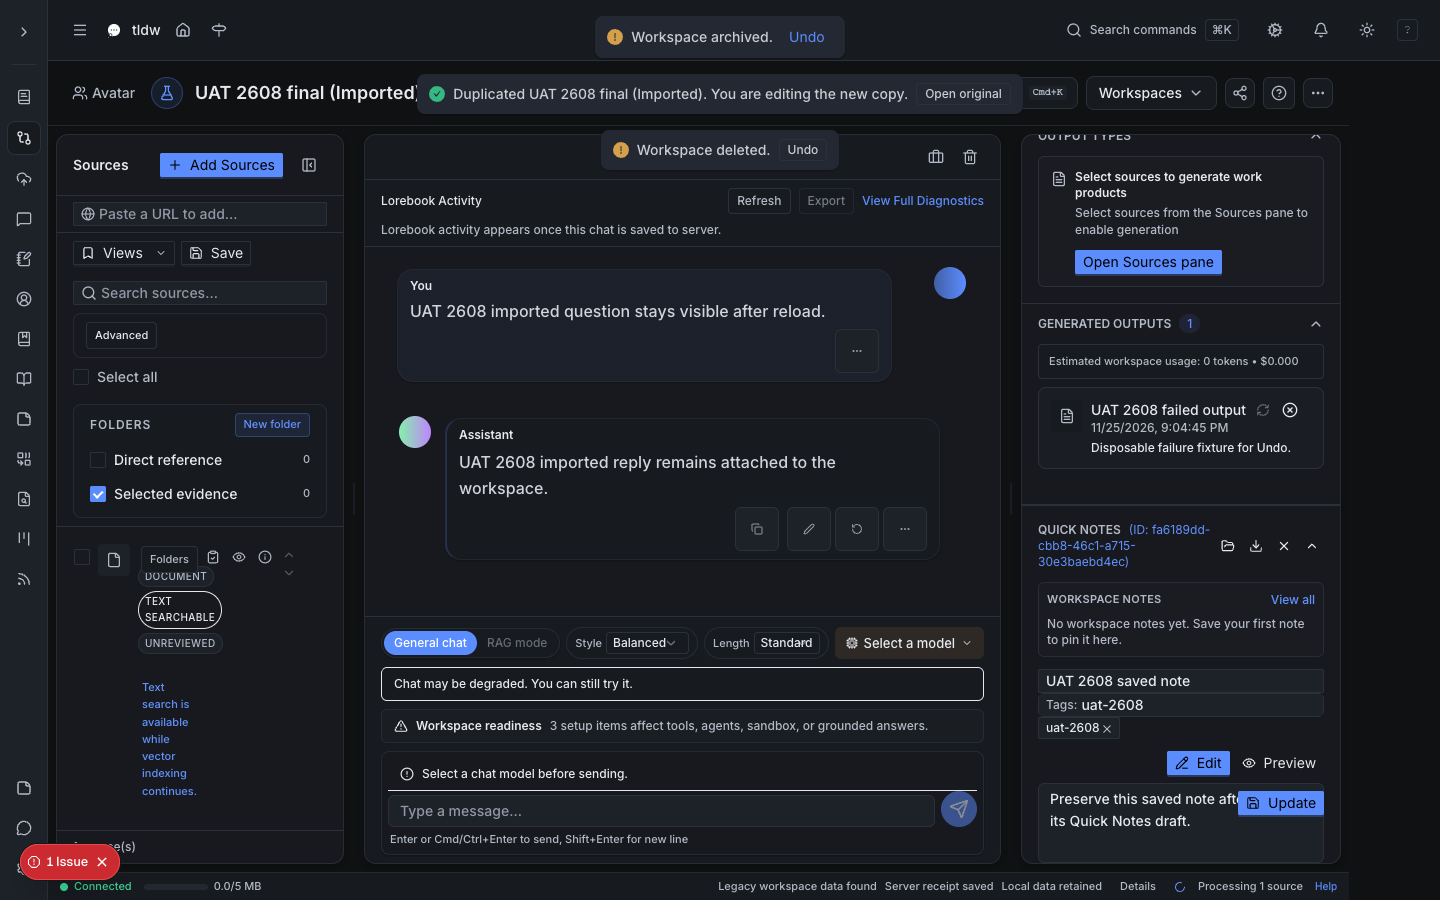 tldw
Workspace archived. Undo
Search commands ⌘K
?
Avatar
UAT 2608 final (Imported)
Duplicated UAT 2608 final (Imported). You are editing the new copy. Open original
Cmd+K
Workspaces
Workspace deleted. Undo
Sources
Add Sources
Paste a URL to add...
Views
Save
Search sources...
Advanced
Select all
FOLDERS
New folder
Direct reference 0
Selected evidence 0
Folders
DOCUMENT
TEXT
SEARCHABLE
UNREVIEWED
Text
search is
available
while
vector
indexing
continues.
1 Issue
Lorebook Activity
Refresh
Export
View Full Diagnostics
Lorebook activity appears once this chat is saved to server.
You
UAT 2608 imported question stays visible after reload.
Assistant
UAT 2608 imported reply remains attached to the
workspace.
General chat
RAG mode
Style Balanced
Length Standard
Select a model
Chat may be degraded. You can still try it.
Workspace readiness 3 setup items affect tools, agents, sandbox, or grounded answers.
Select a chat model before sending.
Type a message...
Enter or Cmd/Ctrl+Enter to send, Shift+Enter for new line
OUTPUT TYPES
Select sources to generate work
products
Select sources from the Sources pane to
enable generation
Open Sources pane
GENERATED OUTPUTS 1
Estimated workspace usage: 0 tokens • $0.000
UAT 2608 failed output
11/25/2026, 9:04:45 PM
Disposable failure fixture for Undo.
QUICK NOTES (ID: fa6189dd-
cbb8-46c1-a715-
30e3baebd4ec)
WORKSPACE NOTES
View all
No workspace notes yet. Save your first note
to pin it here.
UAT 2608 saved note
Tags: uat-2608
uat-2608
Edit
Preview
Preserve this saved note
Update
its Quick Notes draft.
Connected
0.0/5 MB
Legacy workspace data found
Server receipt saved
Local data retained
Details
Processing 1 source
Help